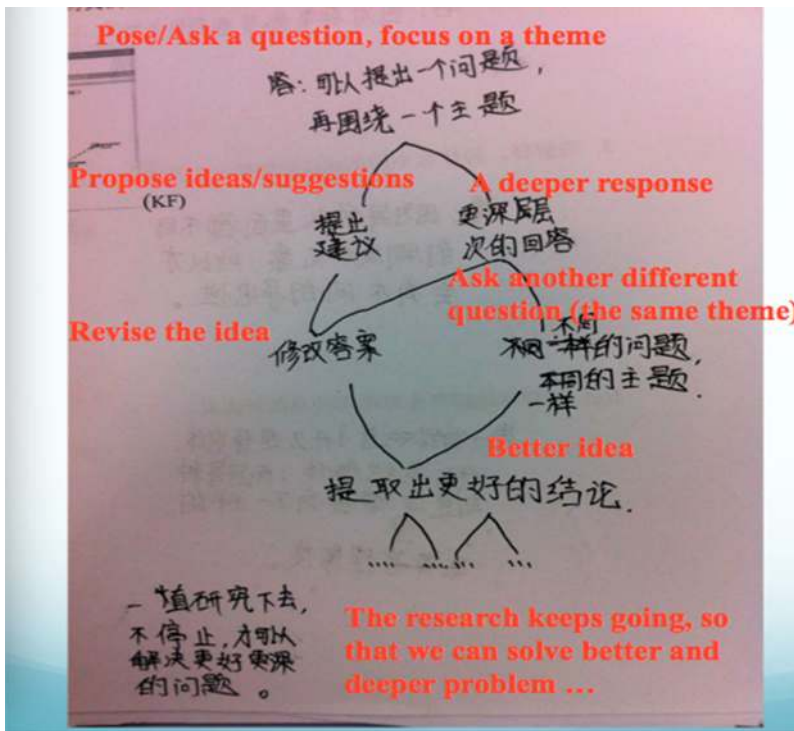 Pose/Ask a question, focus on a theme
答：可以提出一个问题，
再围绕一个主题
Propose ideas/suggestions
(KF)
A deeper response
提出
建议
更深层
次的回答
Ask another different
question (the same theme)
Revise the idea
修改答案
不同
一样的问题，
的主题．
一样
Better idea
提取出更好的结论．
一直研究下去，
不停止，才可以
解决更好更深
的问题。
The research keeps going, so
that we can solve better and
deeper problem …